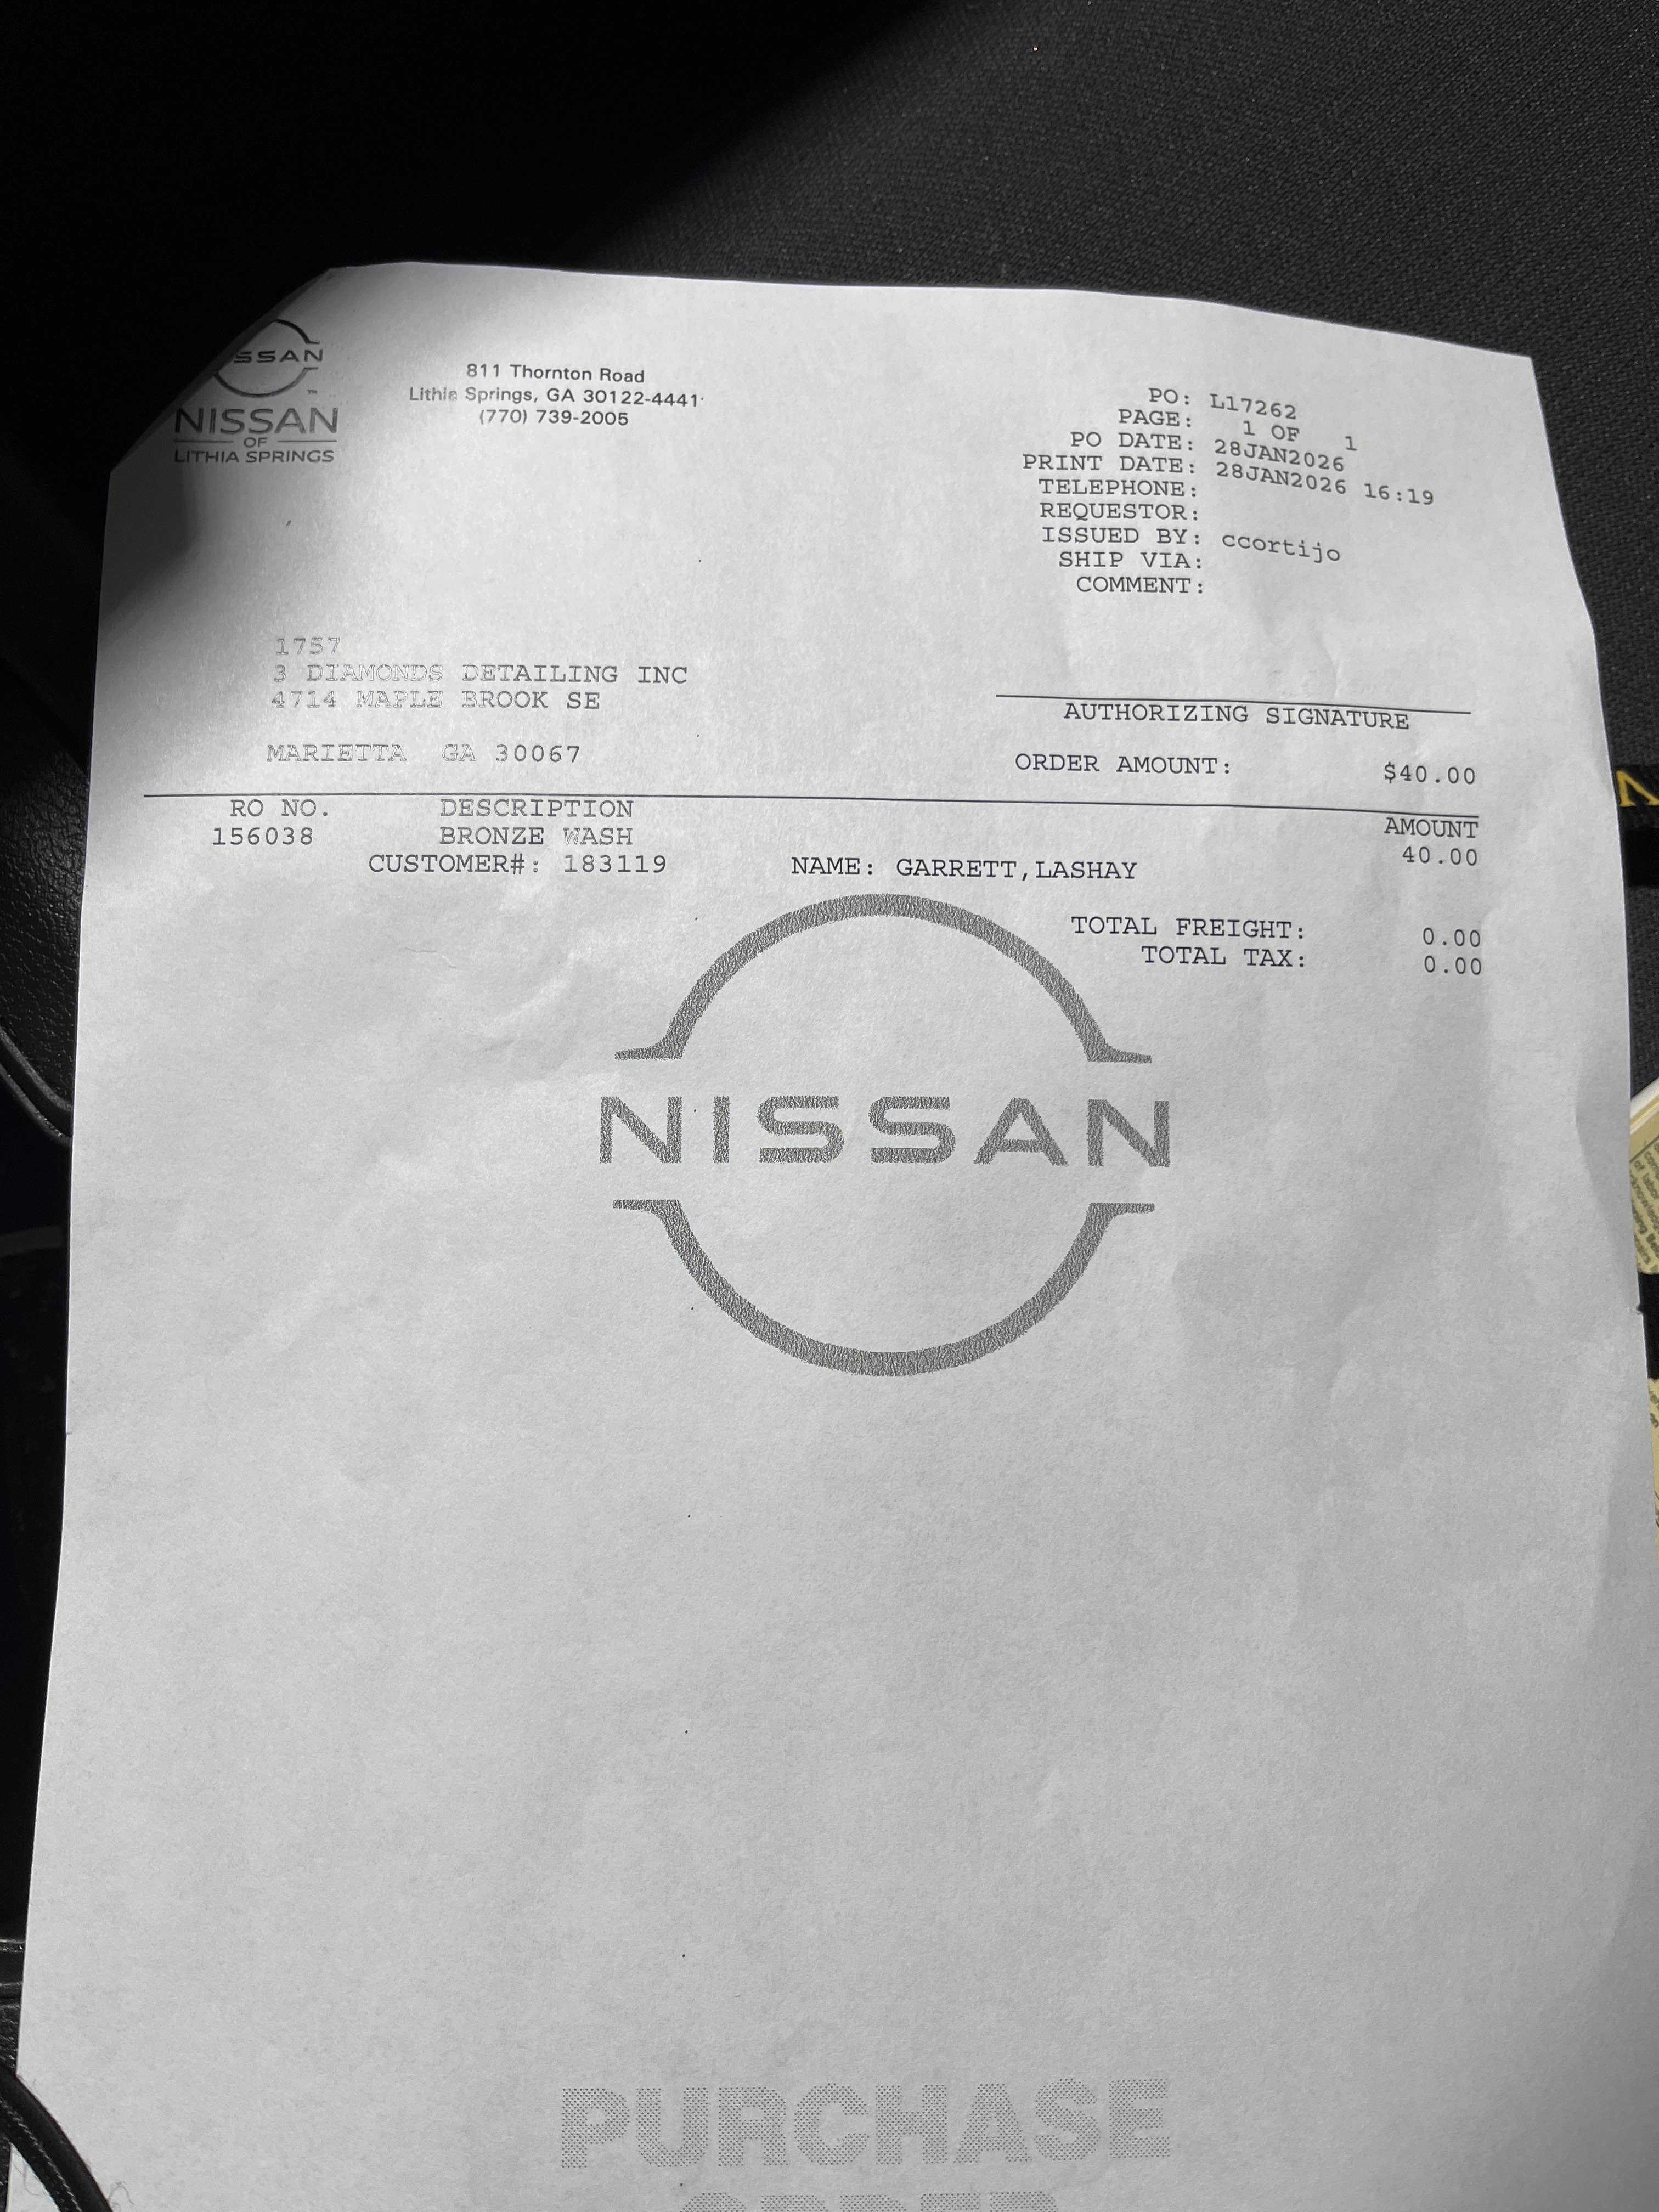 SSAN
NISSAN
OF
LITHIA SPRINGS
811 Thornton Road
Lithia Springs, GA 30122-4441
(770) 739-2005
PO: L17262
PAGE: 1 OF 1
PO DATE: 28JAN2026
PRINT DATE: 28JAN2026 16:19
TELEPHONE:
REQUESTOR:
ISSUED BY: ccortijo
SHIP VIA:
COMMENT:
1757
3 DIAMONDS DETAILING INC
4714 MAPLE BROOK SE
MARIETTA GA 30067
AUTHORIZING SIGNATURE
ORDER AMOUNT: $40.00
RO NO. DESCRIPTION AMOUNT
156038 BRONZE WASH 40.00
CUSTOMER#: 183119 NAME: GARRETT,LASHAY
TOTAL FREIGHT: 0.00
TOTAL TAX: 0.00
NISSAN
PURCHASE
ORDER